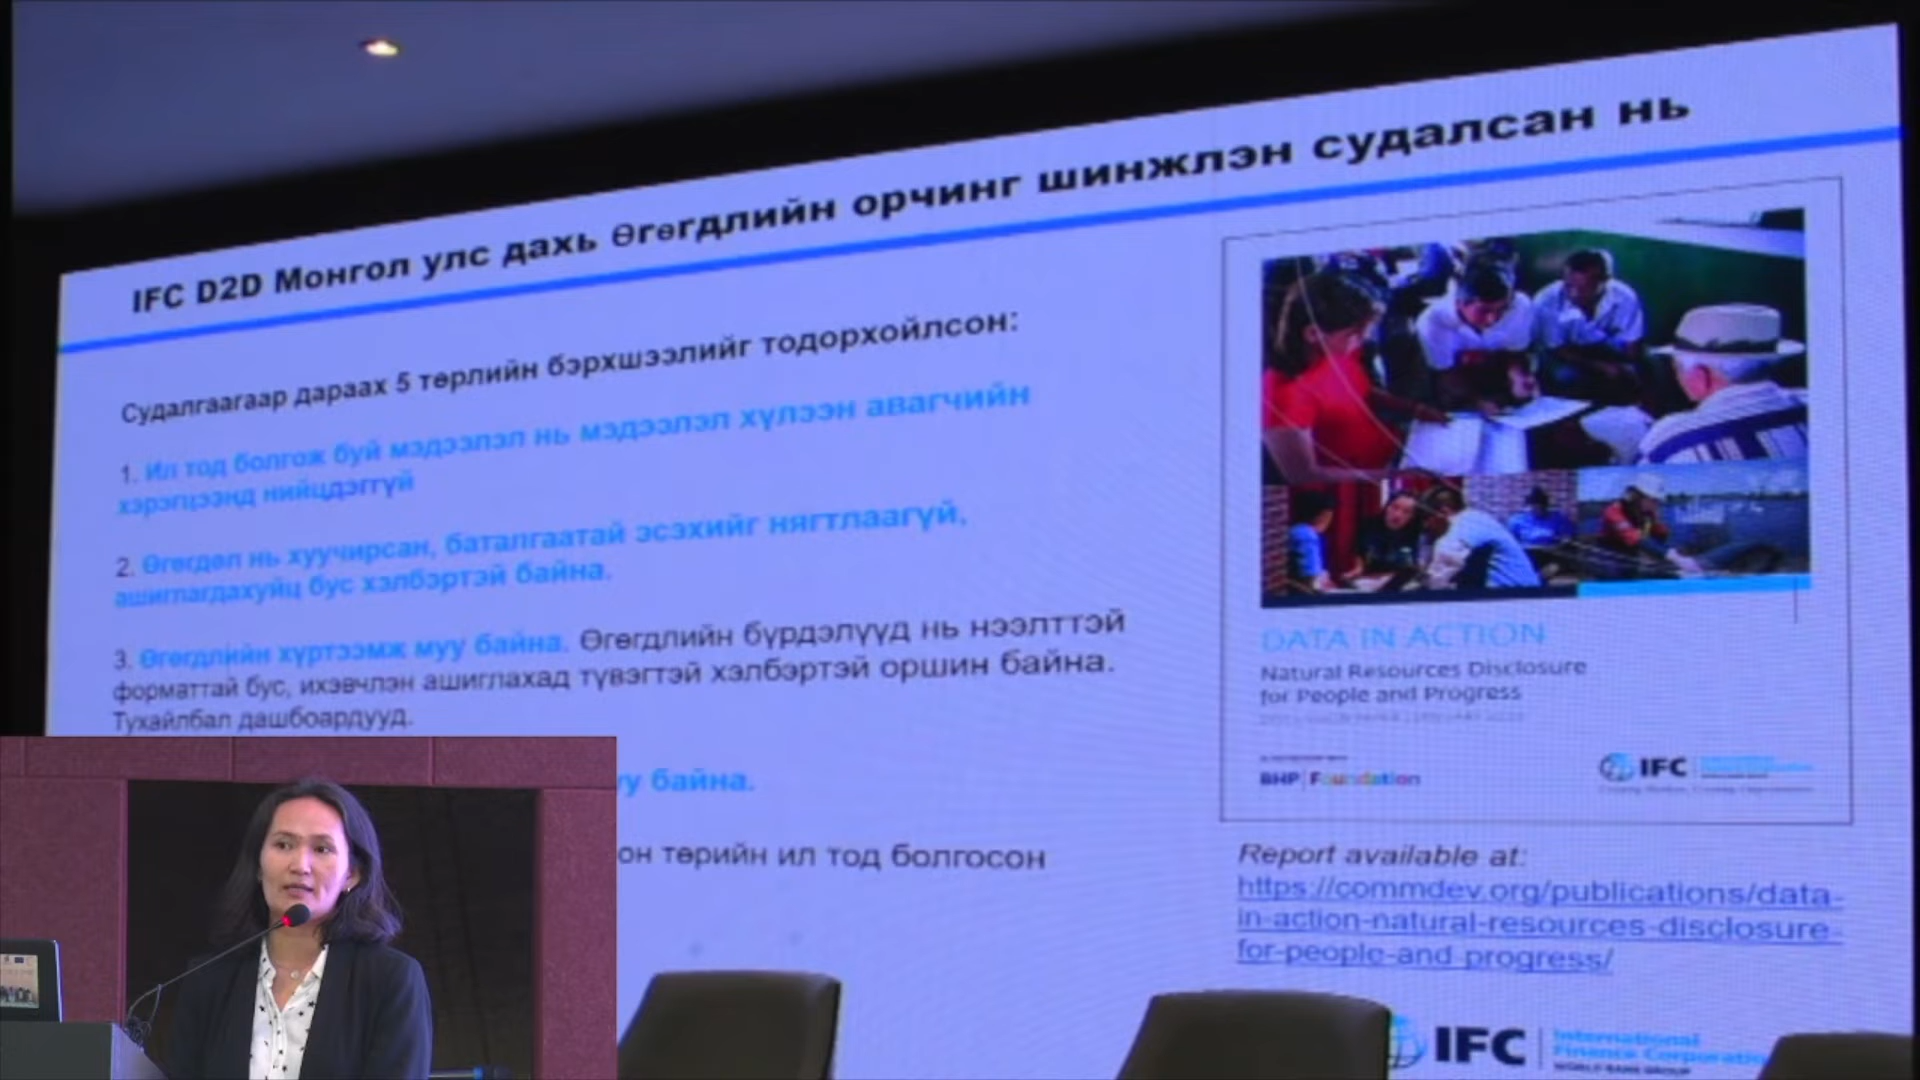 IFC D2D Монгол улс дахь Өгөгдлийн орчинг шинжлэн судалсан нь
Судалгаагаар дараах 5 төрлийн бэрхшээлийг тодорхойлсон:
1. Ил тод болгож буй мэдээлэл нь мэдээлэл хүлээн авагчийн
хэрэгцээнд нийцдэггүй
2. Өгөгдөл нь хуучирсан, баталгаатай эсэхийг нягтлаагүй,
ашиглагдахуйц бус хэлбэртэй байна.
3. Өгөгдлийн хүртээмж муу байна. Өгөгдлийн бүрдэлүүд нь нээлттэй
форматтай бус, ихэвчлэн ашиглахад түвэгтэй хэлбэртэй оршин байна.
Тухайлбал дашбоардууд.
байна.
төрийн ил тод болгосон
DATA IN ACTION
Natural Resources Disclosure
for People and Progress
BHP Foundation
IFC
Report available at:
https://commdev.org/publications/data-
in-action-natural-resources-disclosure-
for-people-and progress/
IFC International
Finance Corporation
WORLD BANK GROUP